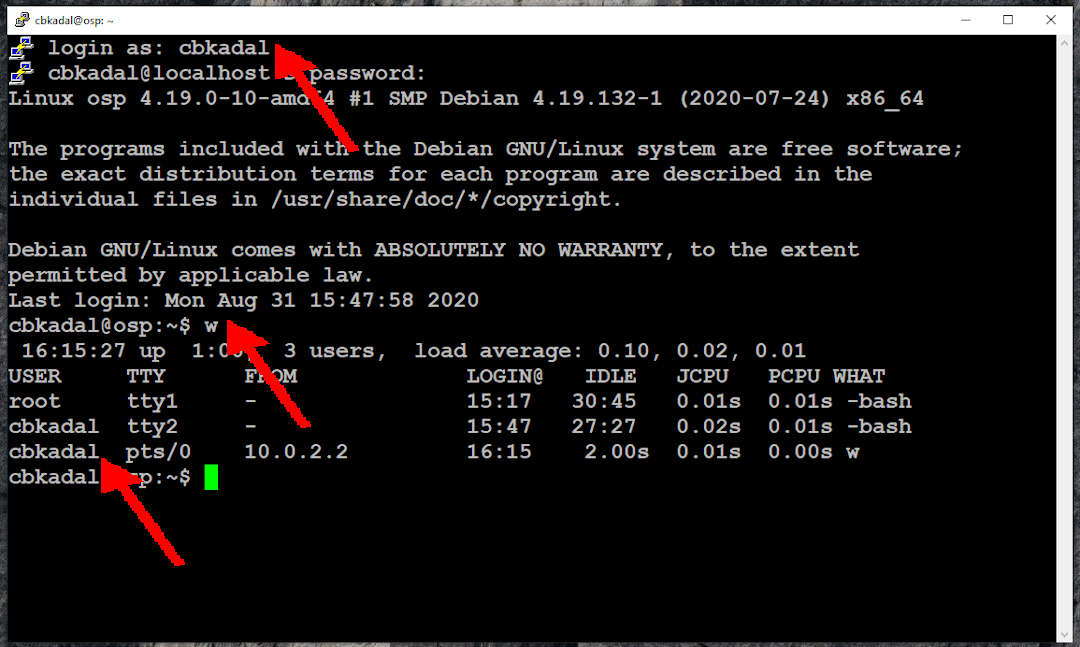 cbkadal@osp: ~
login as: cbkadal
cbkadal@localhost password:
Linux osp 4.19.0-10-amd64 #1 SMP Debian 4.19.132-1 (2020-07-24) x86_64
The programs included with the Debian GNU/Linux system are free software;
the exact distribution terms for each program are described in the
individual files in /usr/share/doc/*/copyright.
Debian GNU/Linux comes with ABSOLUTELY NO WARRANTY, to the extent
permitted by applicable law.
Last login: Mon Aug 31 15:47:58 2020
cbkadal@osp:~$ w
16:15:27 up 3 users, load average: 0.10, 0.02, 0.01
USER TTY FROM LOGIN@ IDLE JCPU PCPU WHAT
root tty1 - 15:17 30:45 0.01s 0.01s -bash
cbkadal tty2 - 15:47 27:27 0.02s 0.01s -bash
cbkadal pts/0 10.0.2.2 16:15 2.00s 0.01s 0.00s w
cbkadal@osp:~$